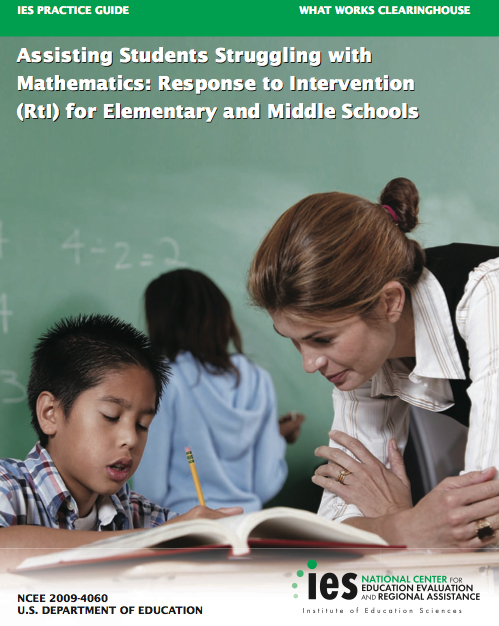 IES PRACTICE GUIDE
WHAT WORKS CLEARINGHOUSE
Assisting Students Struggling with
Mathematics: Response to Intervention
(RtI) for Elementary and Middle Schools
4-2=2
4
3
NCEE 2009-4060
U.S. DEPARTMENT OF EDUCATION
ies
NATIONAL CENTER FOR
EDUCATION EVALUATION
AND REGIONAL ASSISTANCE
Institute of Education Sciences